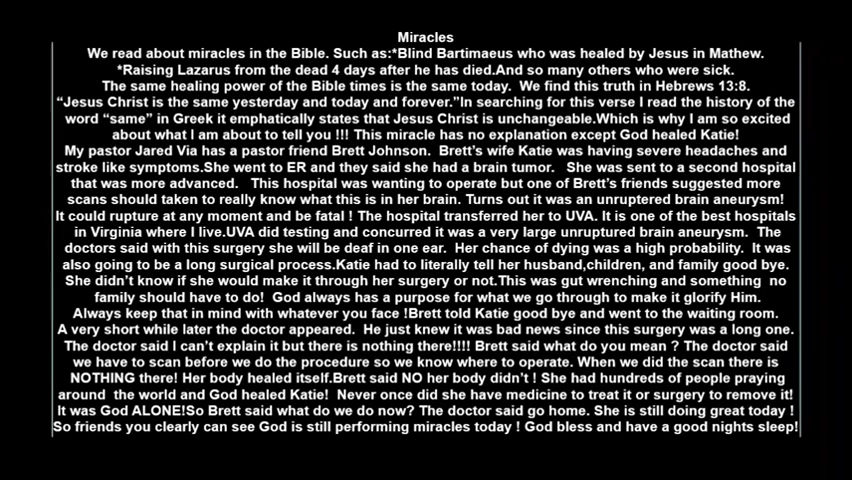 Miracles
We read about miracles in the Bible. Such as:*Blind Bartimaeus who was healed by Jesus in Mathew.
*Raising Lazarus from the dead 4 days after he has died.And so many others who were sick.
The same healing power of the Bible times is the same today.  We find this truth in Hebrews 13:8.
“Jesus Christ is the same yesterday and today and forever.”In searching for this verse I read the history of the
word “same” in Greek it emphatically states that Jesus Christ is unchangeable.Which is why I am so excited
about what I am about to tell you !!! This miracle has no explanation except God healed Katie!
My pastor Jared Via has a pastor friend Brett Johnson.  Brett’s wife Katie was having severe headaches and
stroke like symptoms.She went to ER and they said she had a brain tumor.   She was sent to a second hospital
that was more advanced.   This hospital was wanting to operate but one of Brett’s friends suggested more
scans should taken to really know what this is in her brain. Turns out it was an unruptered brain aneurysm!
It could rupture at any moment and be fatal ! The hospital transferred her to UVA. It is one of the best hospitals
in Virginia where I live.UVA did testing and concurred it was a very large unruptured brain aneurysm.  The
doctors said with this surgery she will be deaf in one ear.  Her chance of dying was a high probability.  It was
also going to be a long surgical process.Katie had to literally tell her husband,children, and family good bye.
She didn’t know if she would make it through her surgery or not.This was gut wrenching and something  no
family should have to do!  God always has a purpose for what we go through to make it glorify Him.
Always keep that in mind with whatever you face !Brett told Katie good bye and went to the waiting room.
A very short while later the doctor appeared.  He just knew it was bad news since this surgery was a long one.
The doctor said I can’t explain it but there is nothing there!!!! Brett said what do you mean ? The doctor said
we have to scan before we do the procedure so we know where to operate. When we did the scan there is
NOTHING there! Her body healed itself.Brett said NO her body didn’t ! She had hundreds of people praying
around  the world and God healed Katie!  Never once did she have medicine to treat it or surgery to remove it!
It was God ALONE!So Brett said what do we do now? The doctor said go home. She is still doing great today !
So friends you clearly can see God is still performing miracles today ! God bless and have a good nights sleep!